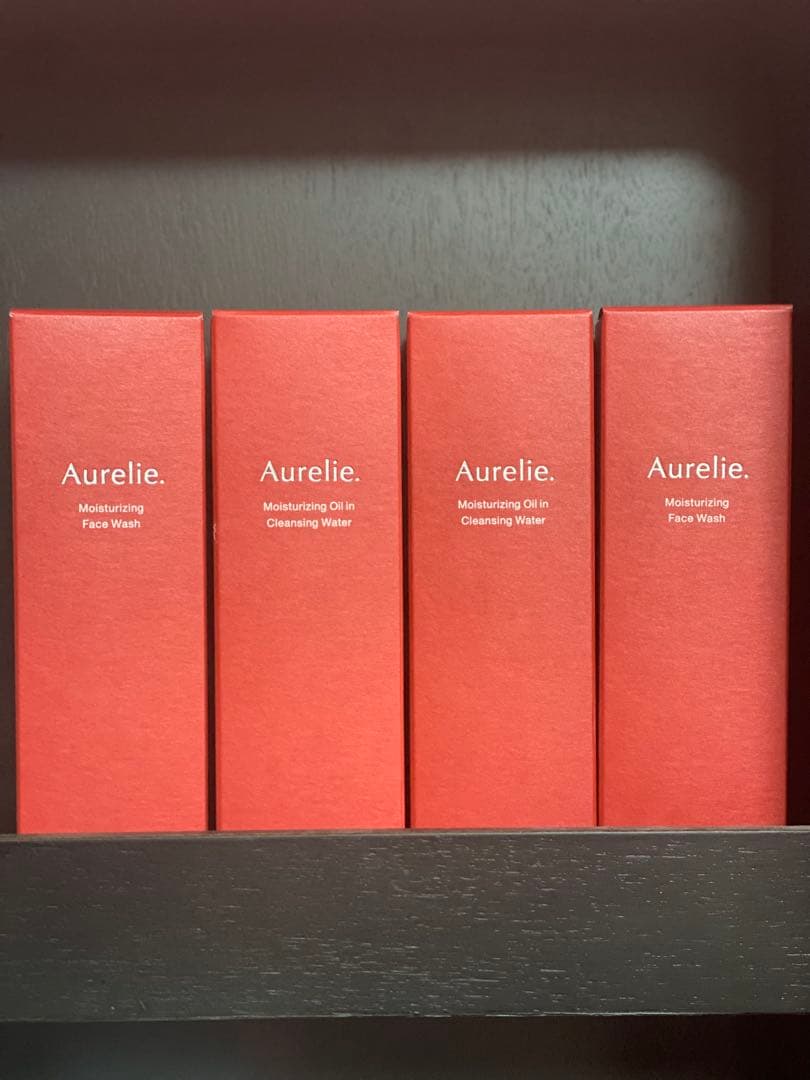 Aurelie.
Moisturizing
Face Wash
Aurelie.
Moisturizing Oil in
Cleansing Water
Aurelie.
Moisturizing Oil in
Cleansing Water
Aurelie.
Moisturizing
Face Wash